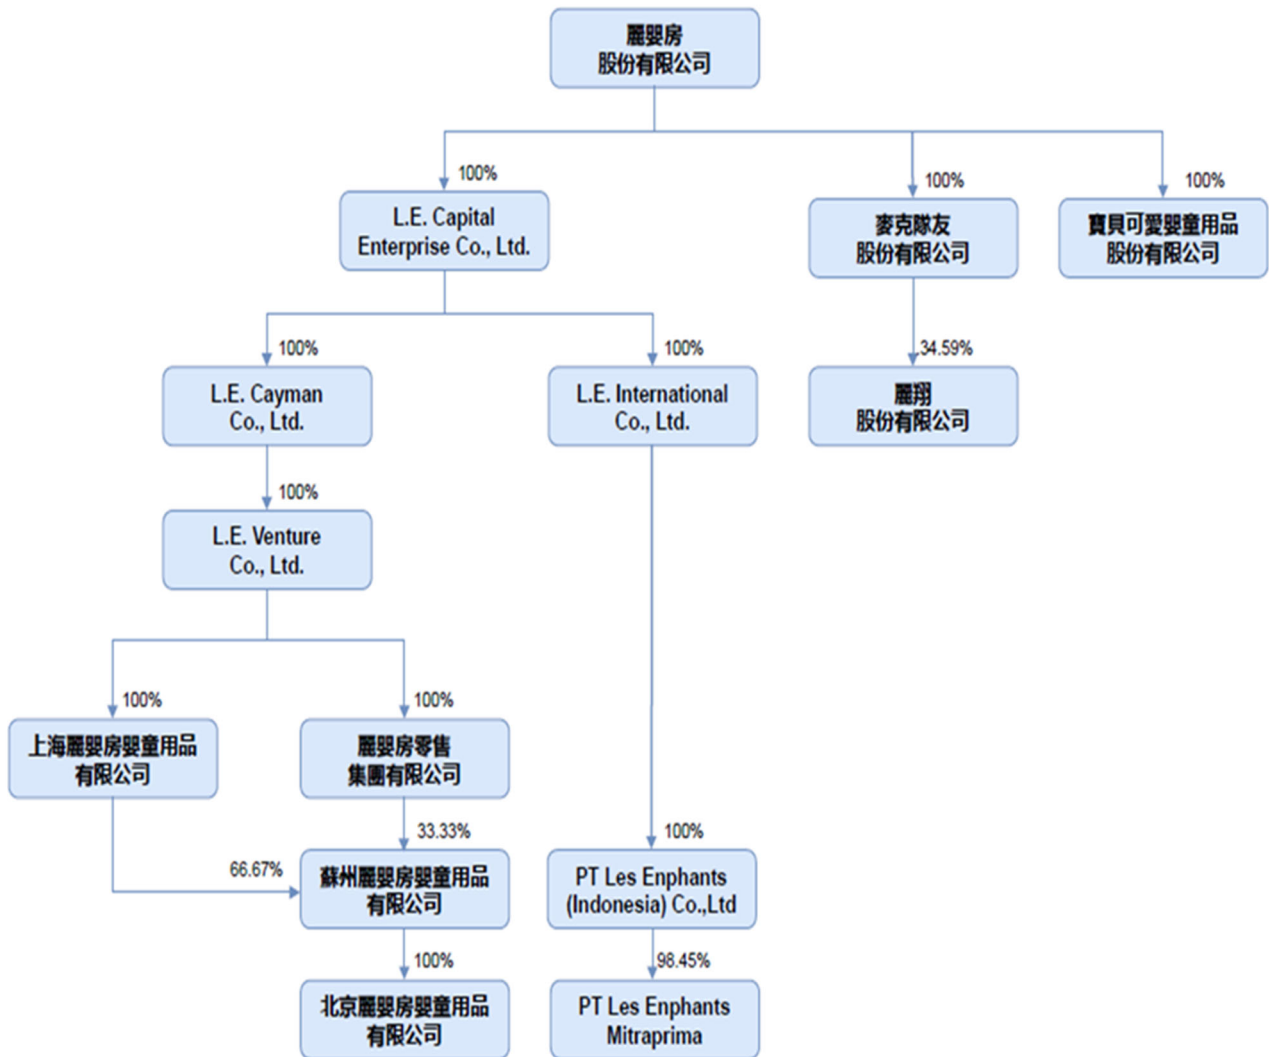 麗嬰房
股份有限公司
100%
100%
100%
L.E. Capital
Enterprise Co., Ltd.
麥克隊友
股份有限公司
寶貝可愛嬰童用品
股份有限公司
100%
100%
34.59%
L.E. Cayman
Co., Ltd.
L.E. International
Co., Ltd.
麗翔
股份有限公司
100%
L.E. Venture
Co., Ltd.
100%
100%
上海麗嬰房嬰童用品
有限公司
麗嬰房零售
集團有限公司
33.33%
100%
66.67%
蘇州麗嬰房嬰童用品
有限公司
PT Les Enphants
(Indonesia) Co.,Ltd
100%
98.45%
北京麗嬰房嬰童用品
有限公司
PT Les Enphants
Mitraprima